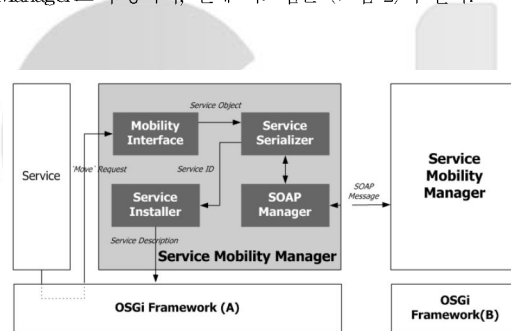 Manager
Service Object
Mobility
Interface
Service
Serializer
'Move' Request
Service ID
Service
Service
Installer
SOAP
Manager
SOAP
Message
Service
Mobility
Manager
Service Description
Service Mobility Manager
OSGi Framework (A)
OSGi
Framework(B)